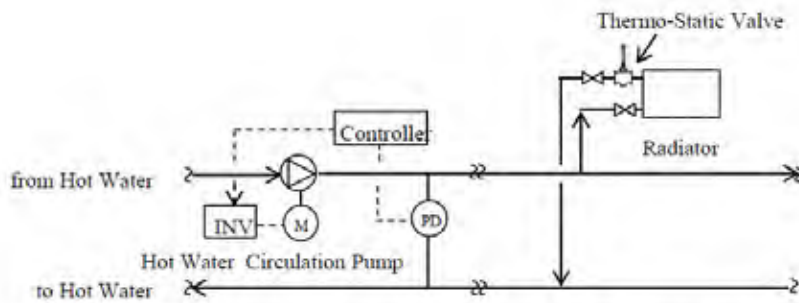 Thermo-Static Valve
Controller
Radiator
from Hot Water
INV
M
PD
Hot Water Circulation Pump
to Hot Water